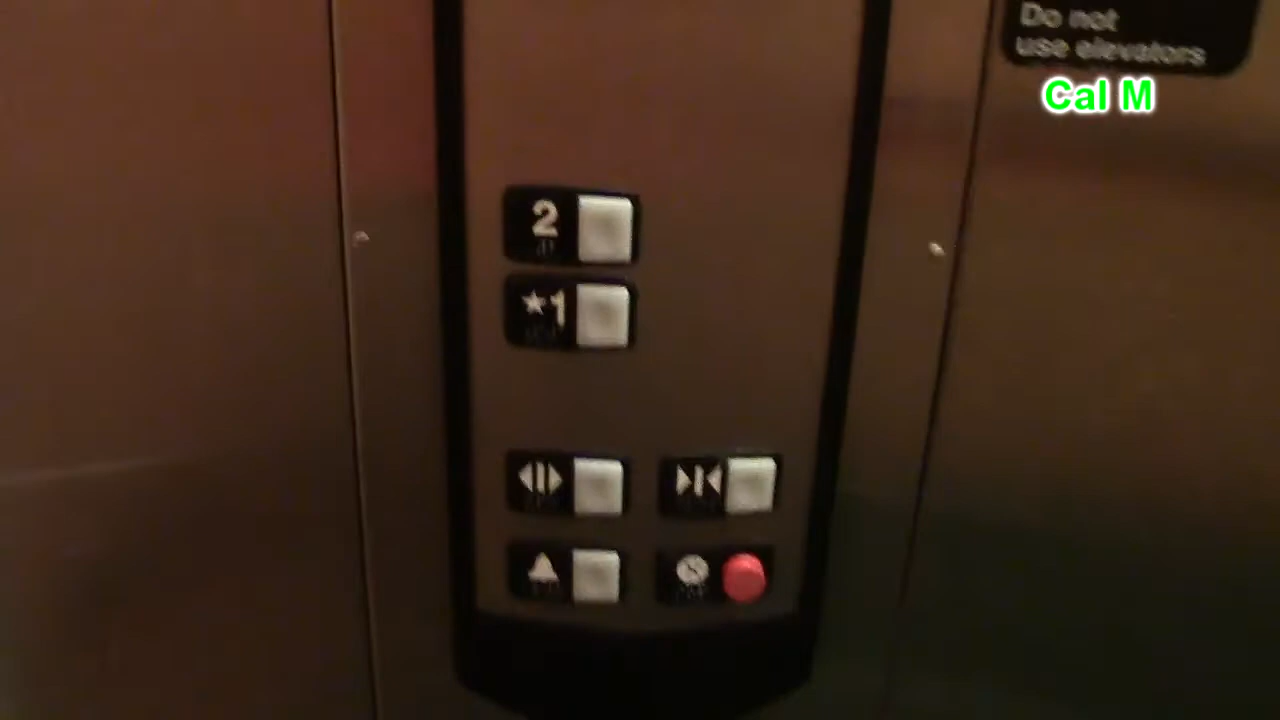 Do not
use elevators
Cal M
2
★1